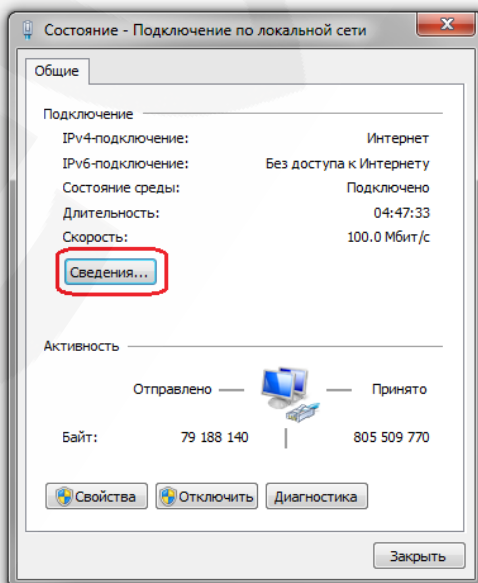 Состояние - Подключение по локальной сети
Общие
Подключение
IPv4-подключение: Интернет
IPv6-подключение: Без доступа к Интернету
Состояние среды: Подключено
Длительность: 04:47:33
Скорость: 100.0 Мбит/с
Сведения...
Активность
Отправлено Принято
Байт: 79 188 140 805 509 770
Свойства Отключить Диагностика
Закрыть